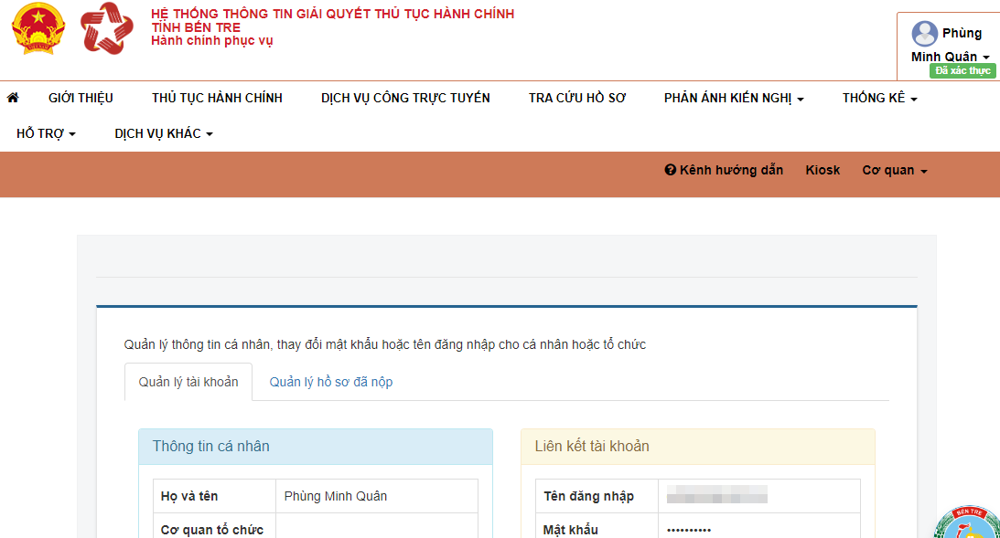 HỆ THỐNG THÔNG TIN GIẢI QUYẾT THỦ TỤC HÀNH CHÍNH
TỈNH BẾN TRE
Hành chính phục vụ
Phùng
Minh Quân
Đã xác thực
GIỚI THIỆU THỦ TỤC HÀNH CHÍNH DỊCH VỤ CÔNG TRỰC TUYẾN TRA CỨU HỒ SƠ PHẢN ÁNH KIẾN NGHỊ THỐNG KÊ
HỖ TRỢ DỊCH VỤ KHÁC
Kênh hướng dẫn Kiosk Cơ quan
Quản lý thông tin cá nhân, thay đổi mật khẩu hoặc tên đăng nhập cho cá nhân hoặc tổ chức
Quản lý tài khoản Quản lý hồ sơ đã nộp
Thông tin cá nhân Liên kết tài khoản
Họ và tên Phùng Minh Quân Tên đăng nhập
Cơ quan tổ chức Mật khẩu ••••••••••
BẾN TRE